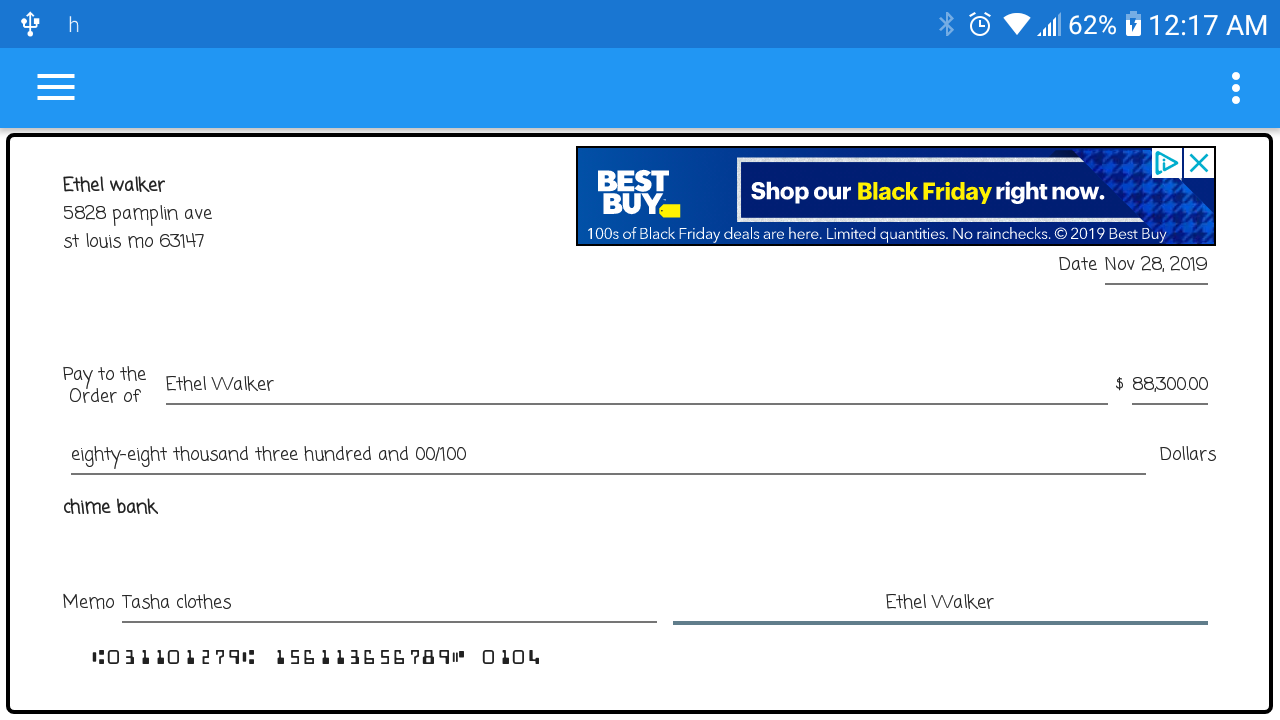 h 62% 12:17 AM
Ethel walker
5828 pamplin ave
st louis mo 63147
BEST BUY
Shop our Black Friday right now.
100s of Black Friday deals are here. Limited quantities. No rainchecks. © 2019 Best Buy
Date Nov 28, 2019
Pay to the
Order of Ethel Walker $ 88,300.00
eighty-eight thousand three hundred and 00/100 Dollars
chime bank
Memo Tasha clothes Ethel Walker
⑆031101279⑆ 156113656789⑈ 0104